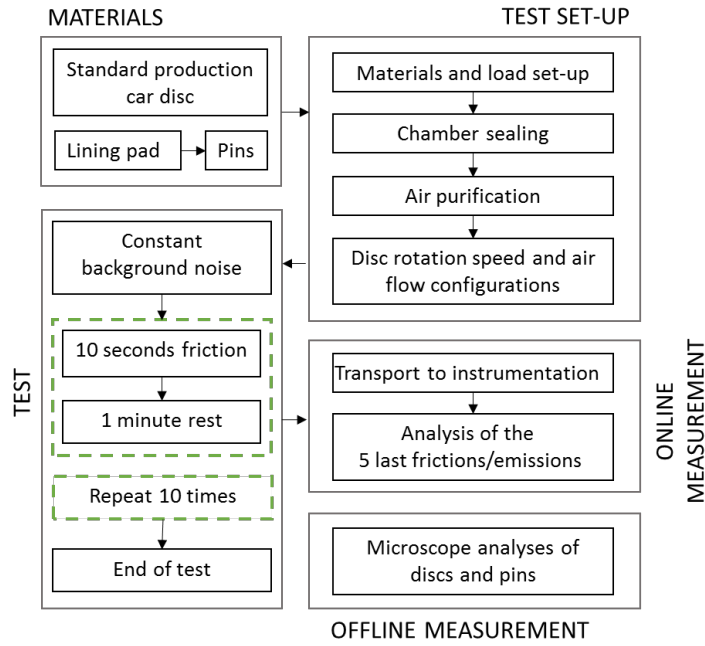 MATERIALS
Standard production
car disc
Lining pad
Pins
TEST SET-UP
Materials and load set-up
Chamber sealing
Air purification
Disc rotation speed and air
flow configurations
TEST
Constant
background noise
10 seconds friction
1 minute rest
Repeat 10 times
End of test
ONLINE
MEASUREMENT
Transport to instrumentation
Analysis of the
5 last frictions/emissions
Microscope analyses of
discs and pins
OFFLINE MEASUREMENT